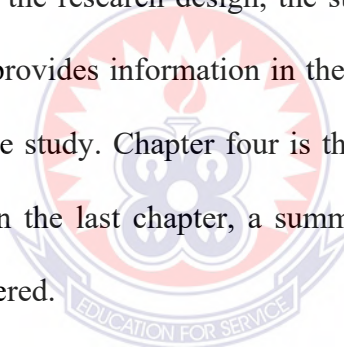 the research design, the s
provides information in the
e study. Chapter four is th
n the last chapter, a summ
ered.
EDUCATION FOR SERVICE